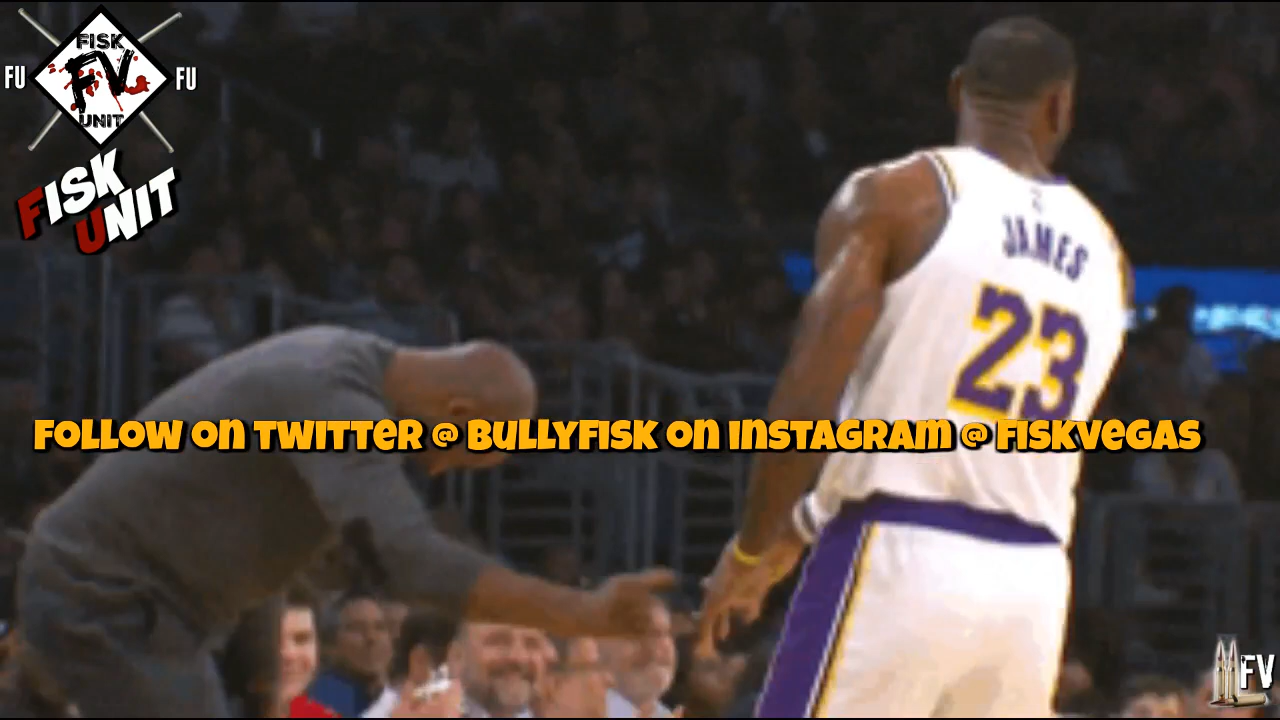 FISK
FV
UNIT
FU
FU
FISK
UNIT
JAMES
23
FOLLOW ON TWITTER @ BULLYFISK ON INSTAGRAM @ FISKVEGAS
FV